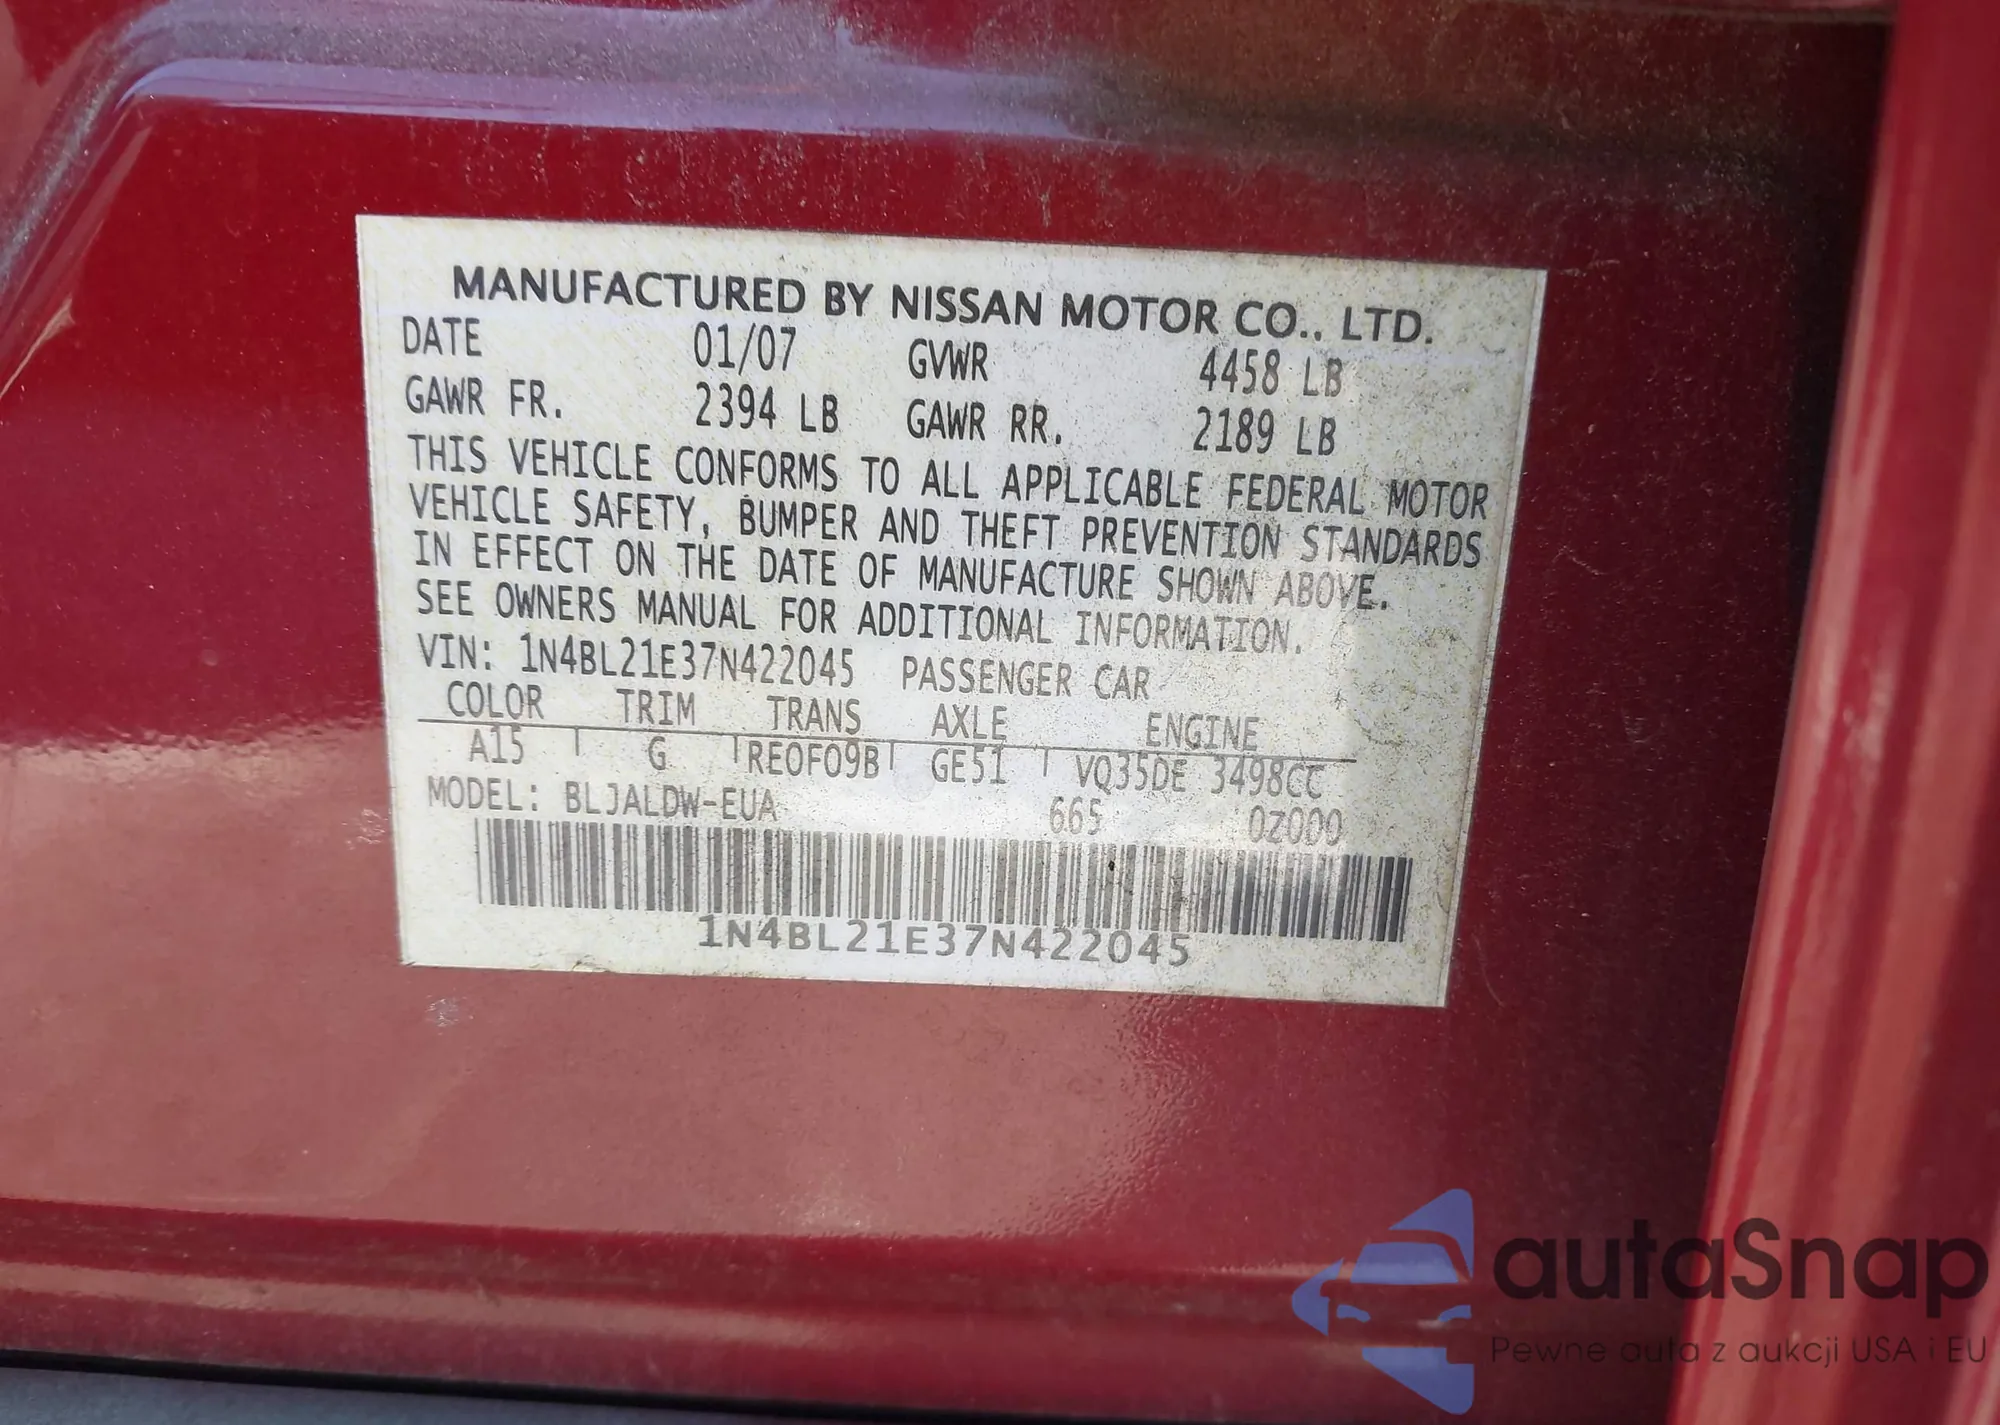 MANUFACTURED BY NISSAN MOTOR CO., LTD.
DATE 01/07 GVWR 4458 LB
GAWR FR. 2394 LB GAWR RR. 2189 LB
THIS VEHICLE CONFORMS TO ALL APPLICABLE FEDERAL MOTOR
VEHICLE SAFETY, BUMPER AND THEFT PREVENTION STANDARDS
IN EFFECT ON THE DATE OF MANUFACTURE SHOWN ABOVE.
SEE OWNERS MANUAL FOR ADDITIONAL INFORMATION.
VIN: 1N4BL21E37N422045 PASSENGER CAR
COLOR TRIM TRANS AXLE ENGINE
A15 G RE0F09B GE51 VQ35DE 3498CC
MODEL: BLJALDW-EUA 665 0Z000
1N4BL21E37N422045
autaSnap
Pewne auta z aukcji USA i EU